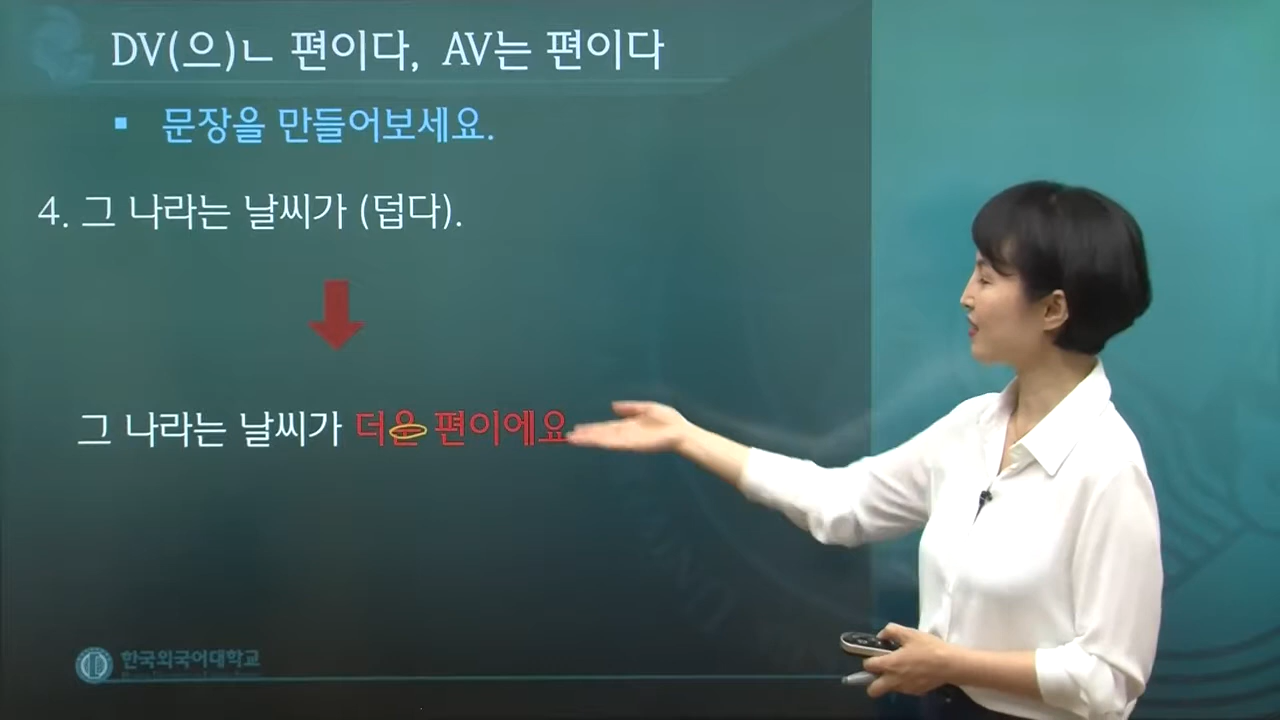 DV(으)ㄴ 편이다, AV는 편이다
▪ 문장을 만들어보세요.
4. 그 나라는 날씨가 (덥다).
그 나라는 날씨가 더운 편이에요
한국외국어대학교